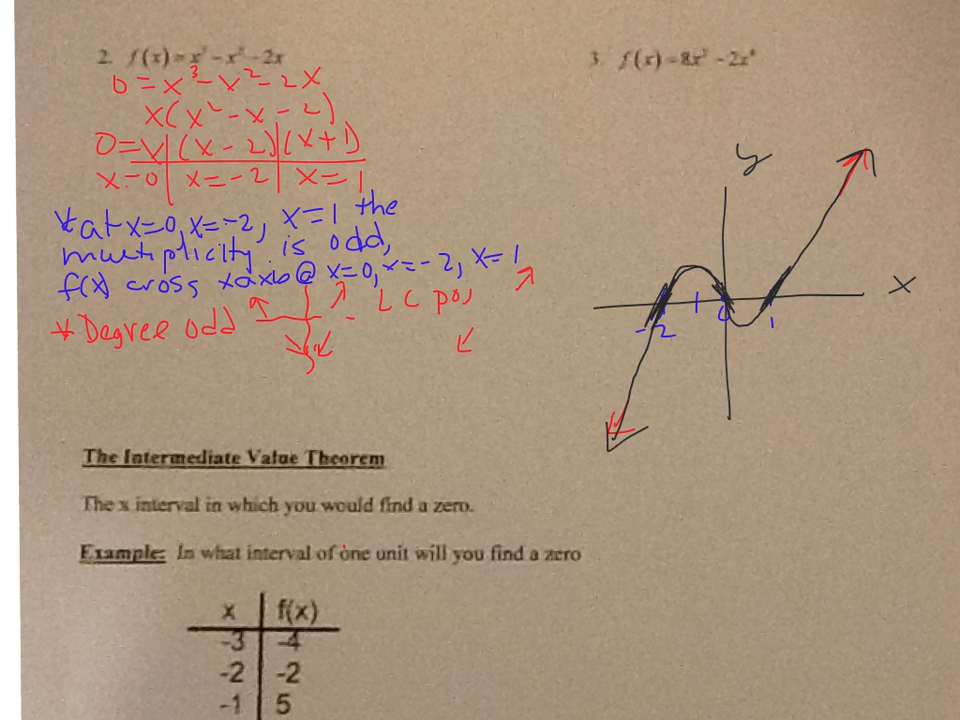 2. f(x) = x³ - x² - 2x
0 = x³ - x² - 2x
x(x² - x - 2)
0 = x | (x - 2) | (x + 1)
x = 0 | x = -2 | x = 1
* at x=0, x=-2, x=1 the
multiplicity is odd,
f(x) cross x axis @ x=0, x=-2, x=1
* Degree odd - LC pos
3. f(x) = 8x³ - 2x⁴
y
x
-2 0 1
The Intermediate Value Theorem
The x interval in which you would find a zero.
Example: In what interval of one unit will you find a zero
x | f(x)
-3 | -4
-2 | -2
-1 | 5